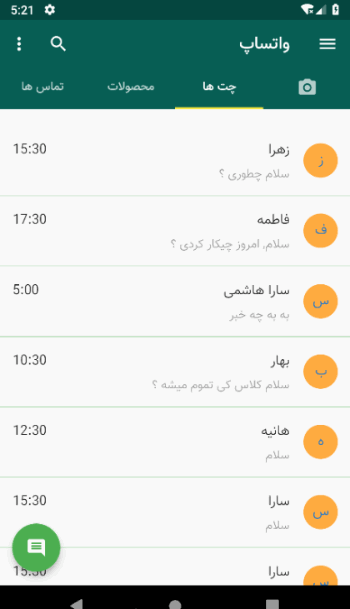 5:21
واتساپ
چت ها
محصولات
تماس ها
ز
زهرا
15:30
سلام چطوری ؟
ف
فاطمه
17:30
سلام, امروز چیکار کردی ؟
س
سارا هاشمی
5:00
به به چه خبر
ب
بهار
10:30
سلام کلاس کی تموم میشه ؟
ه
هانیه
12:30
سلام
س
سارا
15:30
سلام
سارا
15:30